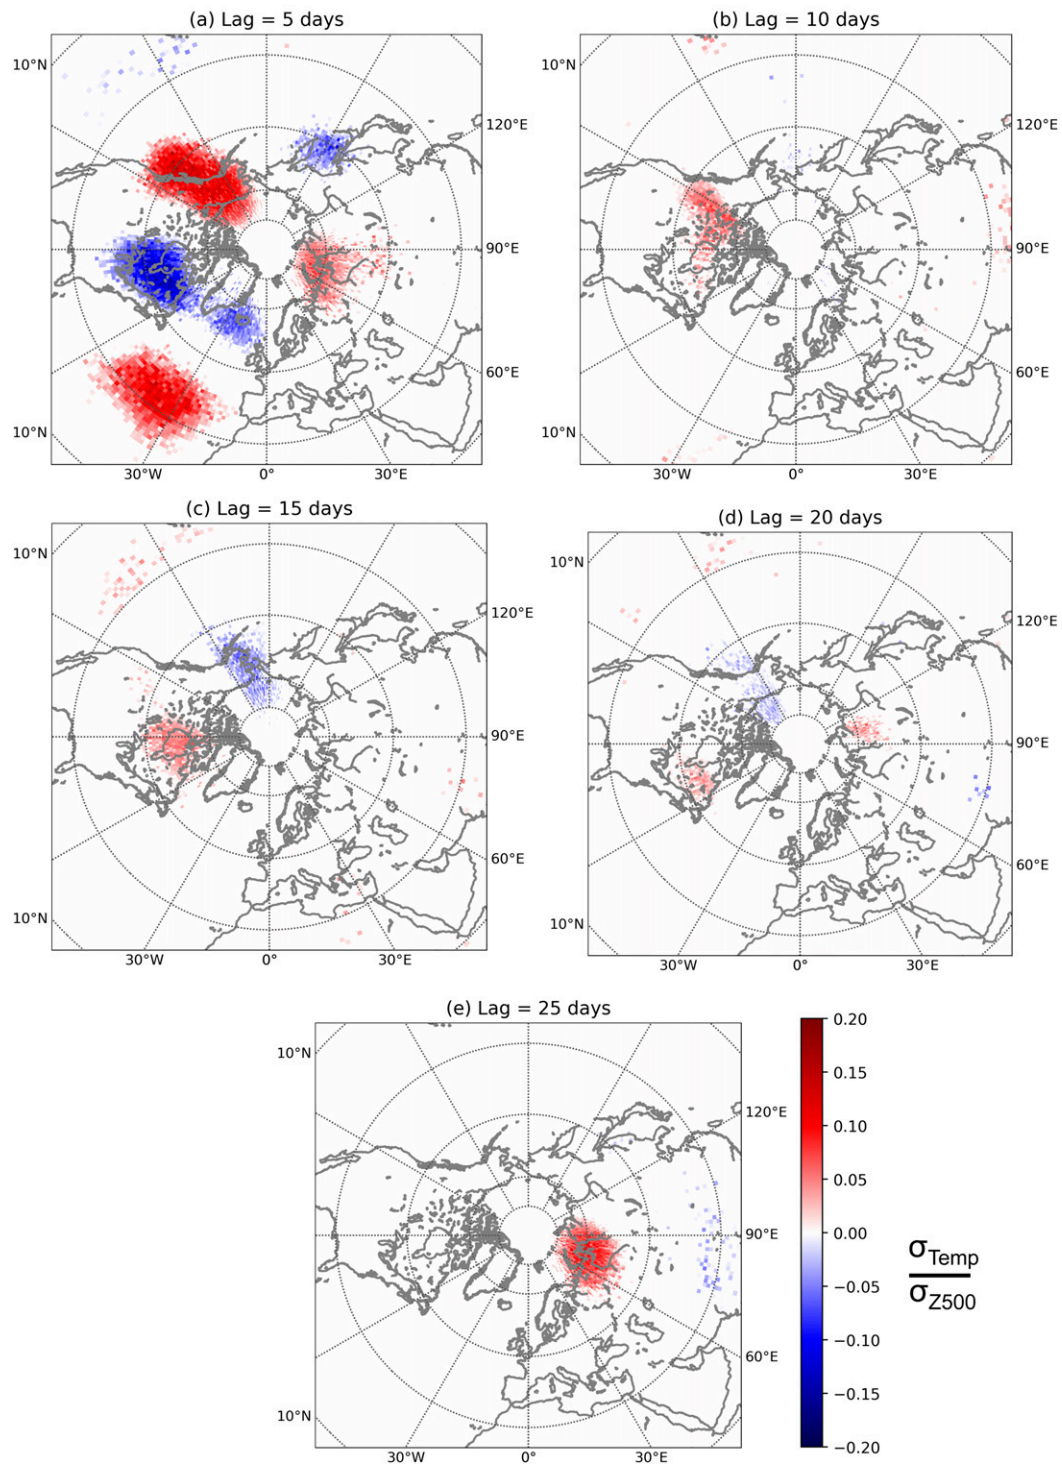 (a) Lag = 5 days
(b) Lag = 10 days
10°N
120°E
90°E
60°E
10°N
30°W
0°
30°E
10°N
120°E
90°E
60°E
10°N
30°W
0°
30°E
(c) Lag = 15 days
(d) Lag = 20 days
10°N
120°E
90°E
60°E
10°N
30°W
0°
30°E
10°N
120°E
90°E
60°E
10°N
30°W
0°
30°E
(e) Lag = 25 days
10°N
120°E
90°E
60°E
10°N
30°W
0°
30°E
0.20
0.15
0.10
0.05
0.00
−0.05
−0.10
−0.15
−0.20
σTemp
σZ500